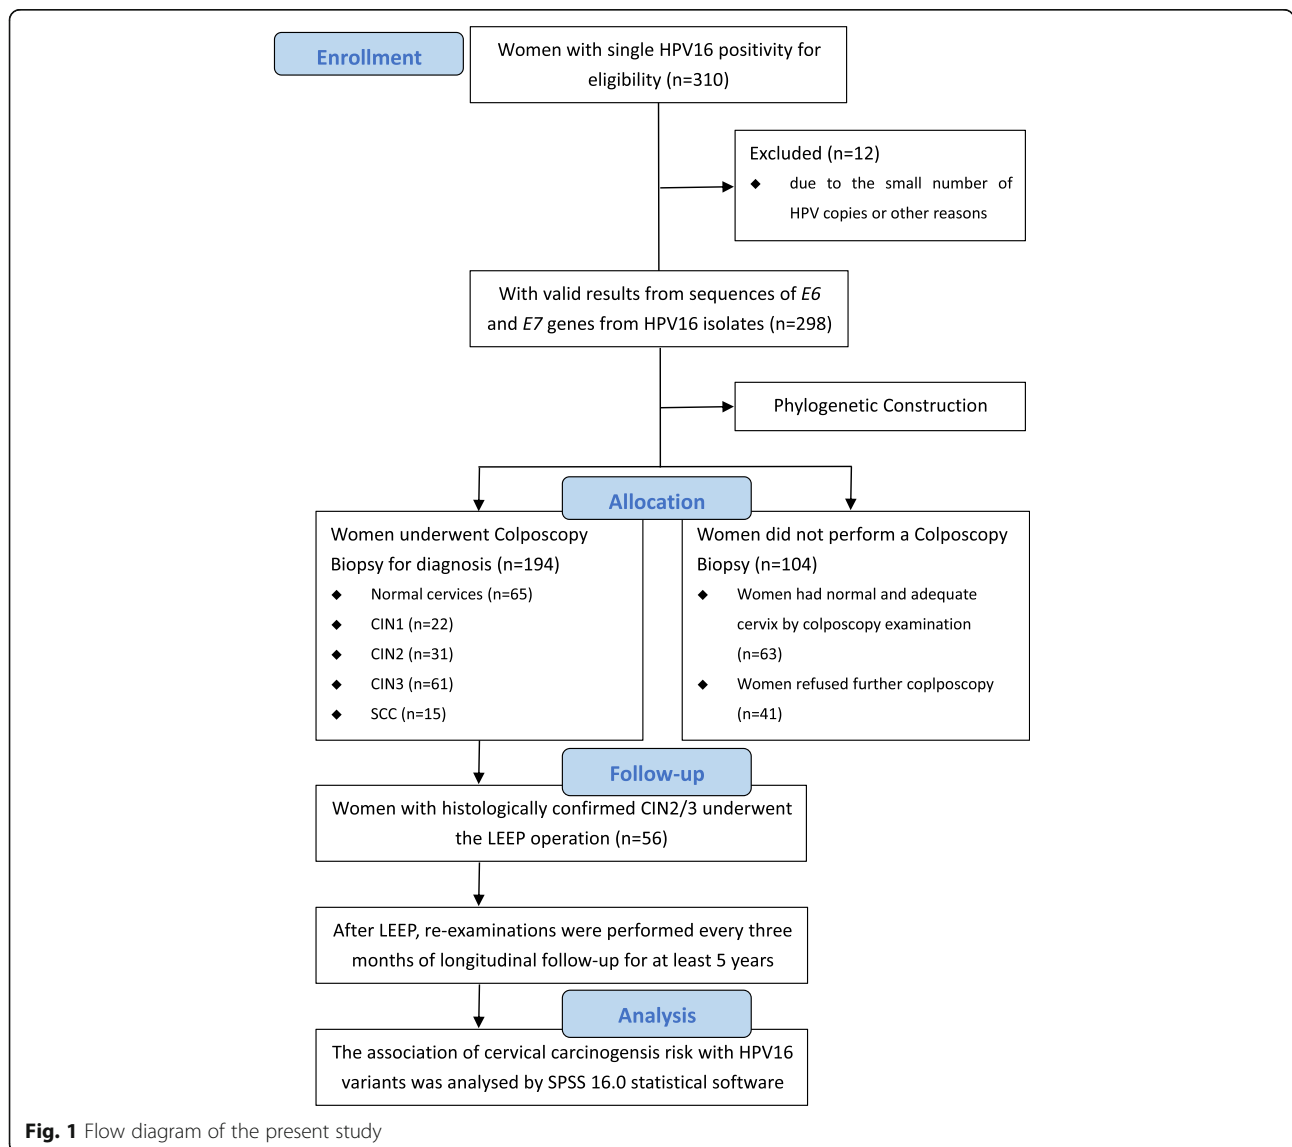 Enrollment
Women with single HPV16 positivity for
eligibility (n=310)
Excluded (n=12)
◆ due to the small number of
HPV copies or other reasons
With valid results from sequences of E6
and E7 genes from HPV16 isolates (n=298)
Phylogenetic Construction
Allocation
Women underwent Colposcopy
Biopsy for diagnosis (n=194)
◆ Normal cervices (n=65)
◆ CIN1 (n=22)
◆ CIN2 (n=31)
◆ CIN3 (n=61)
◆ SCC (n=15)
Women did not perform a Colposcopy
Biopsy (n=104)
◆ Women had normal and adequate
cervix by colposcopy examination
(n=63)
◆ Women refused further coplposcopy
(n=41)
Follow-up
Women with histologically confirmed CIN2/3 underwent
the LEEP operation (n=56)
After LEEP, re-examinations were performed every three
months of longitudinal follow-up for at least 5 years
Analysis
The association of cervical carcinogensis risk with HPV16
variants was analysed by SPSS 16.0 statistical software
Fig. 1 Flow diagram of the present study